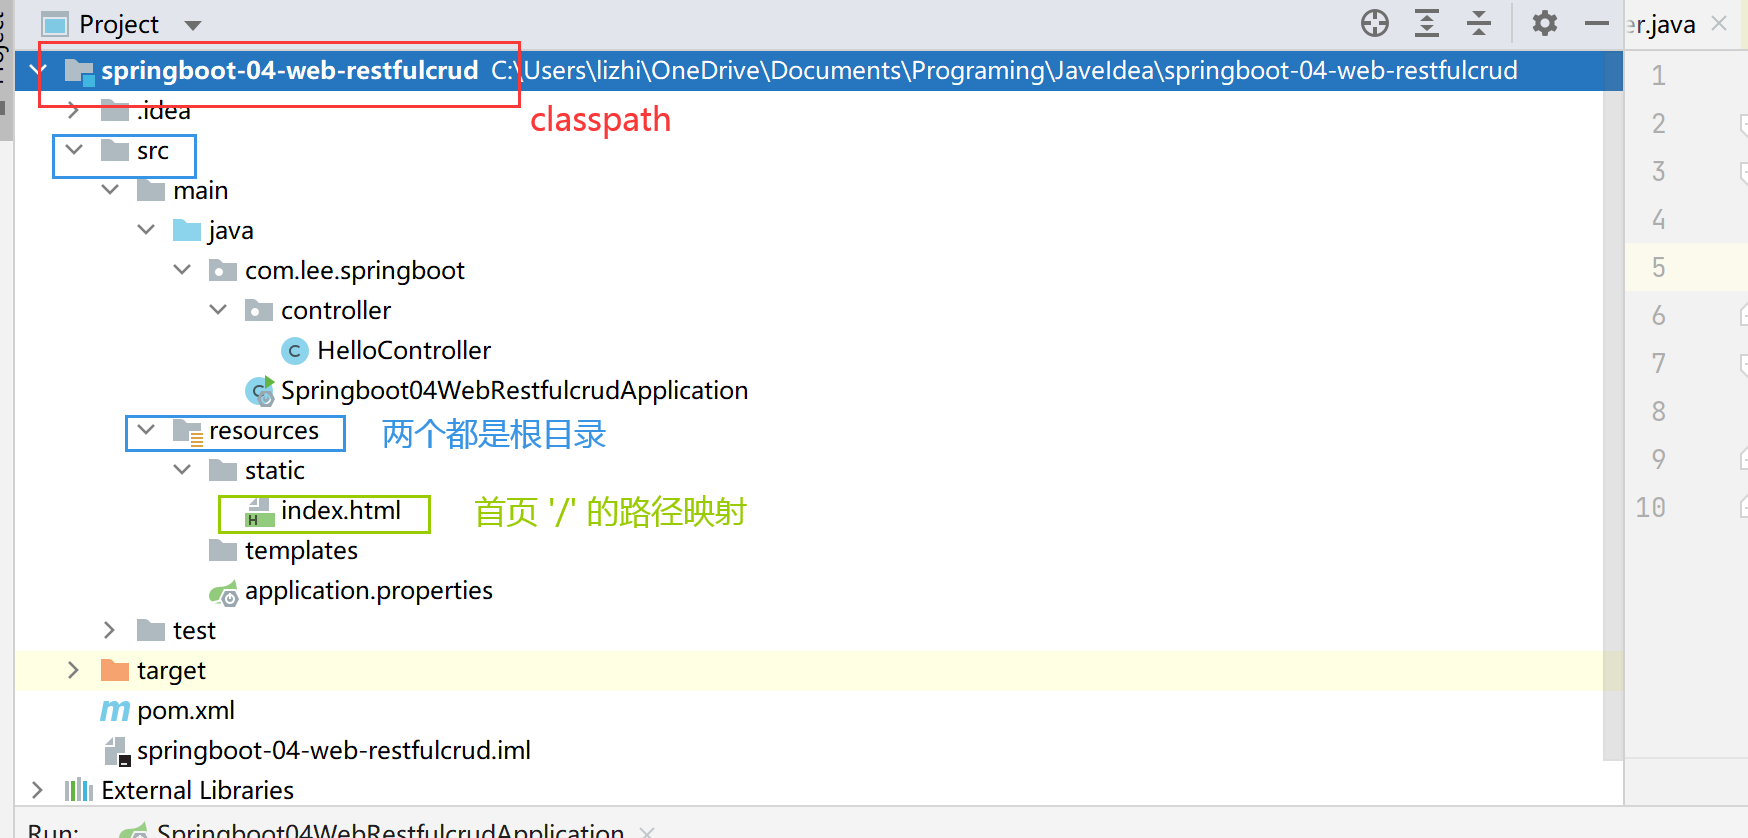 Project
er.java
springboot-04-web-restfulcrud C:\Users\lizhi\OneDrive\Documents\Programing\JaveIdea\springboot-04-web-restfulcrud
1
.idea
classpath
2
src
3
main
4
java
5
com.lee.springboot
6
controller
7
HelloController
8
Springboot04WebRestfulcrudApplication
resources
两个都是根目录
9
static
10
index.html
首页 '/' 的路径映射
templates
application.properties
test
target
pom.xml
springboot-04-web-restfulcrud.iml
External Libraries
Run: Springboot04WebRestfulcrudApplication